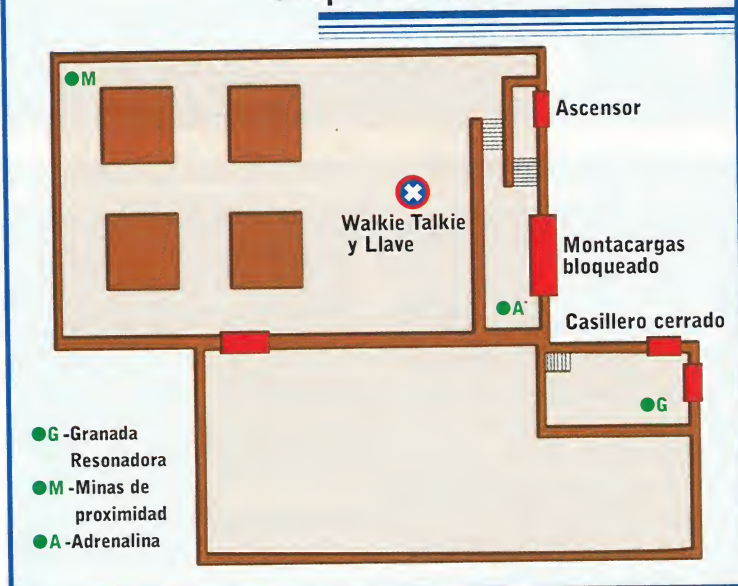 M
Ascensor
Walkie Talkie
y Llave
Montacargas
bloqueado
A
Casillero cerrado
G
G -Granada
Resonadora
M -Minas de
proximidad
A -Adrenalina